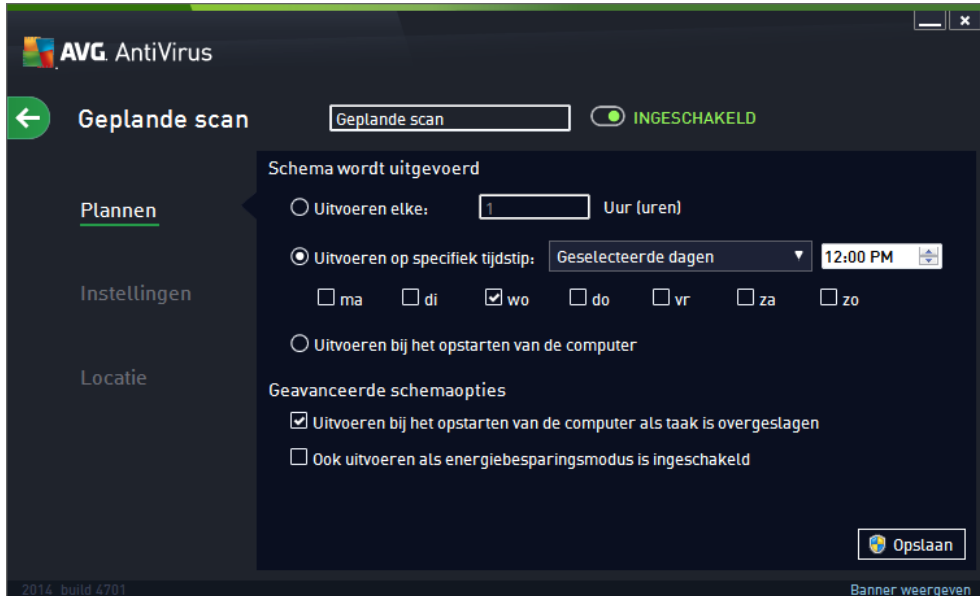 AVG. AntiVirus
Geplande scan
Geplande scan
INGESCHAKELD
Schema wordt uitgevoerd
Plannen
Uitvoeren elke: 1 Uur (uren)
Uitvoeren op specifiek tijdstip: Geselecteerde dagen 12:00 PM
Instellingen
ma di wo do vr za zo
Uitvoeren bij het opstarten van de computer
Locatie
Geavanceerde schemaopties
Uitvoeren bij het opstarten van de computer als taak is overgeslagen
Ook uitvoeren als energiebesparingsmodus is ingeschakeld
Opslaan
2014 build 4701
Banner weergeven